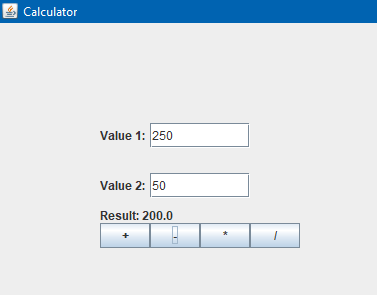 Calculator
Value 1: 250
Value 2: 50
Result: 200.0
+ - * /